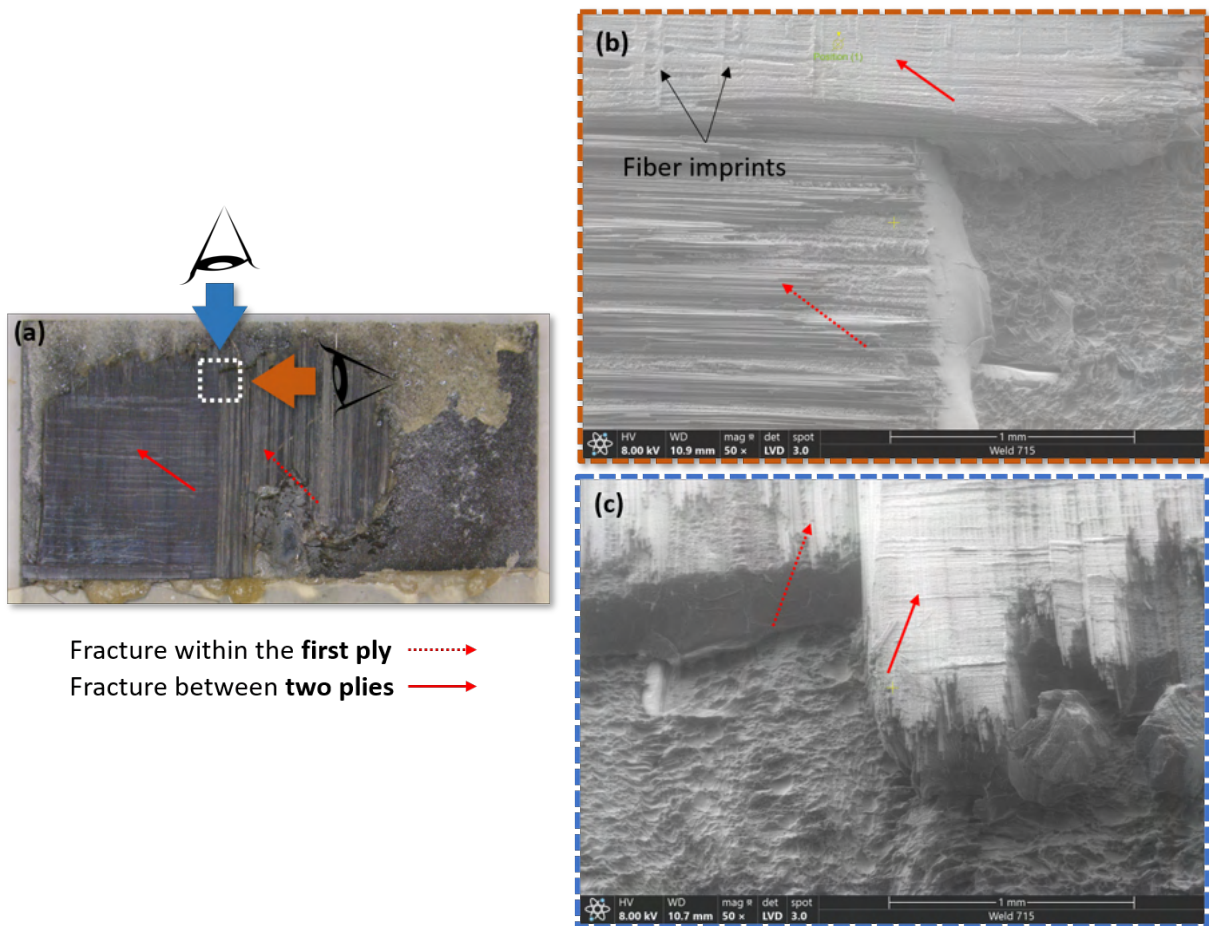 (a)
Fracture within the first ply
Fracture between two plies
(b)
Position (1)
Fiber imprints
HV WD mag det spot
8.00 kV 10.9 mm 50 × LVD 3.0
1 mm
Weld 715
(c)
HV WD mag det spot
8.00 kV 10.7 mm 50 × LVD 3.0
1 mm
Weld 715